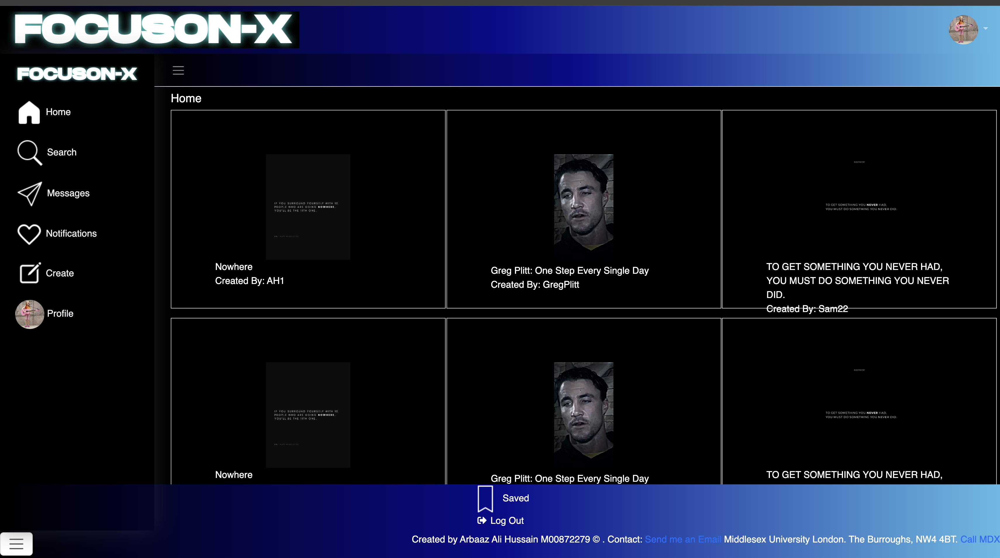 FOCUSON-X
FOCUSON-X
Home
Search
Messages
Notifications
Create
Profile
Home
IF YOU SURROUND YOURSELF WITH 10
PEOPLE WHO ARE GOING NOWHERE.
YOU'LL BE THE 11TH ONE.
Nowhere
Created By: AH1
Greg Plitt: One Step Every Single Day
Created By: GregPlitt
TO GET SOMETHING YOU NEVER HAD,
YOU MUST DO SOMETHING YOU NEVER DID.
TO GET SOMETHING YOU NEVER HAD,
YOU MUST DO SOMETHING YOU NEVER
DID.
Created By: Sam22
IF YOU SURROUND YOURSELF WITH 10
PEOPLE WHO ARE GOING NOWHERE.
YOU'LL BE THE 11TH ONE.
Nowhere
Greg Plitt: One Step Every Single Day
TO GET SOMETHING YOU NEVER HAD,
YOU MUST DO SOMETHING YOU NEVER DID.
TO GET SOMETHING YOU NEVER HAD,
Saved
Log Out
Created by Arbaaz Ali Hussain M00872279 © . Contact: Send me an Email Middlesex University London. The Burroughs, NW4 4BT. Call MDX